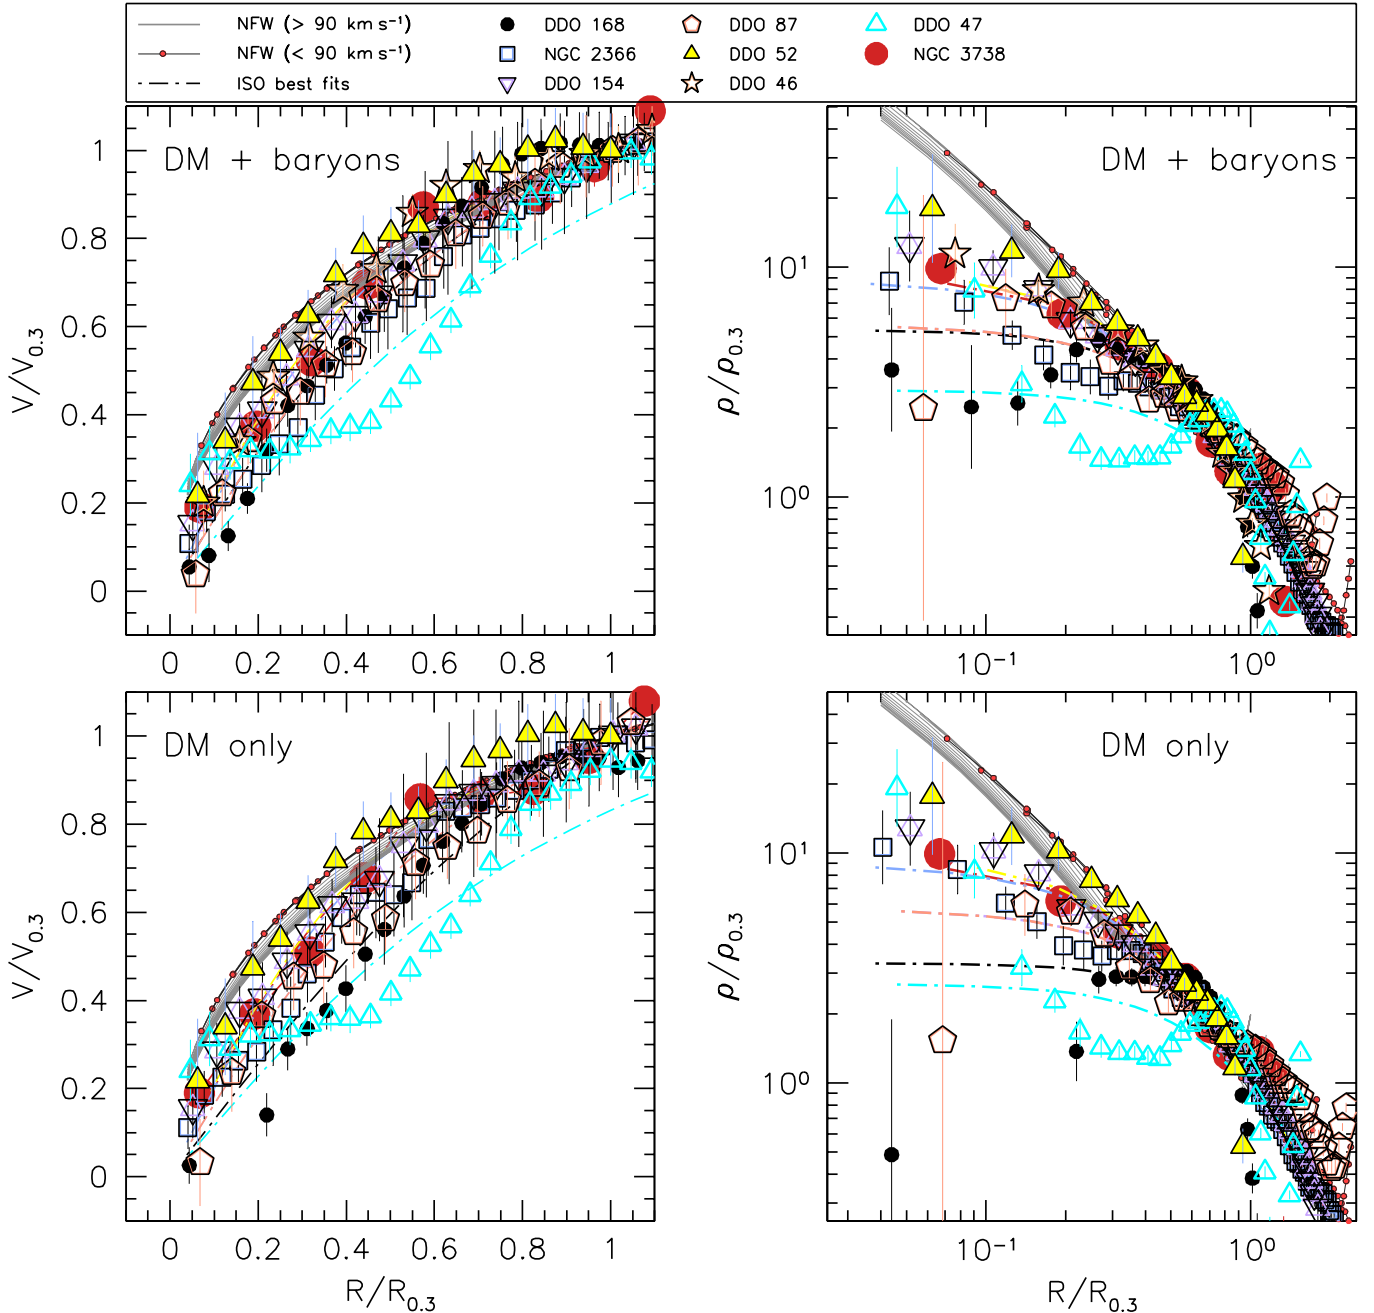 NFW (> 90 km s⁻¹)
NFW (< 90 km s⁻¹)
ISO best fits
DDO 168
NGC 2366
DDO 154
DDO 87
DDO 52
DDO 46
DDO 47
NGC 3738
DM + baryons
V/V0.3
1
0.8
0.6
0.4
0.2
0
0 0.2 0.4 0.6 0.8 1
DM + baryons
ρ/ρ0.3
10¹
10⁰
10⁻¹ 10⁰
DM only
V/V0.3
1
0.8
0.6
0.4
0.2
0
0 0.2 0.4 0.6 0.8 1
R/R0.3
DM only
ρ/ρ0.3
10¹
10⁰
10⁻¹ 10⁰
R/R0.3